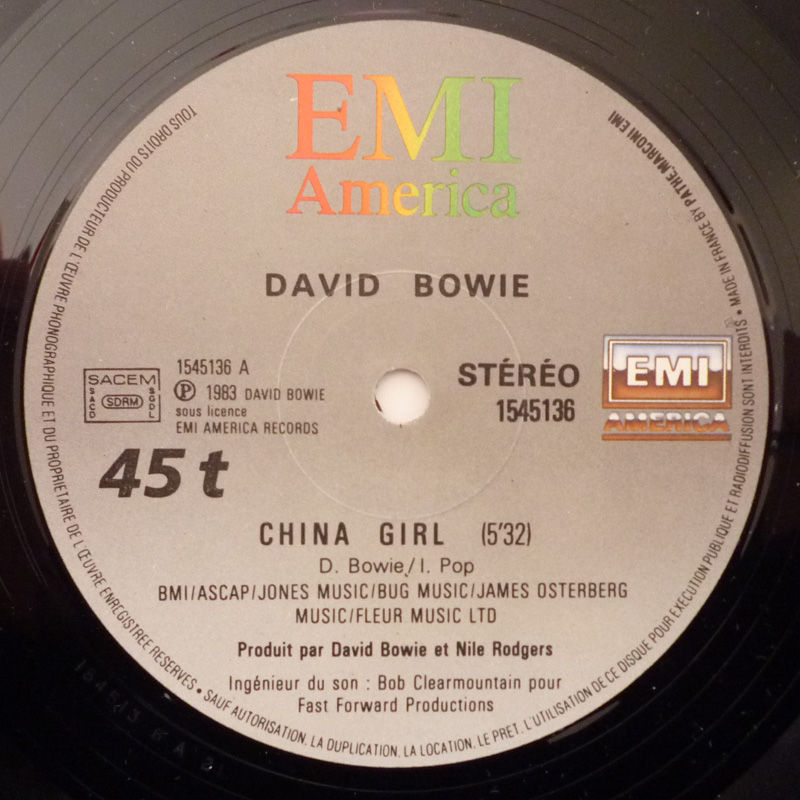 EMI
America
DAVID BOWIE
SACEM
SACD
SDRM
SGDL
1545136 A
Ⓟ 1983 DAVID BOWIE
sous licence
EMI AMERICA RECORDS
STÉRÉO
1545136
EMI
AMERICA
45 t
CHINA GIRL (5'32)
D. Bowie/I. Pop
BMI/ASCAP/JONES MUSIC/BUG MUSIC/JAMES OSTERBERG
MUSIC/FLEUR MUSIC LTD
Produit par David Bowie et Nile Rodgers
Ingénieur du son : Bob Clearmountain pour
Fast Forward Productions
TOUS DROITS DU PRODUCTEUR DE L'ŒUVRE PHONOGRAPHIQUE ET DU PROPRIETAIRE DE L'ŒUVRE ENREGISTREE RESERVES • SAUF AUTORISATION, LA DUPLICATION, LA LOCATION, LE PRET, L'UTILISATION DE CE DISQUE POUR EXECUTION PUBLIQUE ET RADIODIFFUSION SONT INTERDITS • MADE IN FRANCE BY PATHE MARCONI EMI